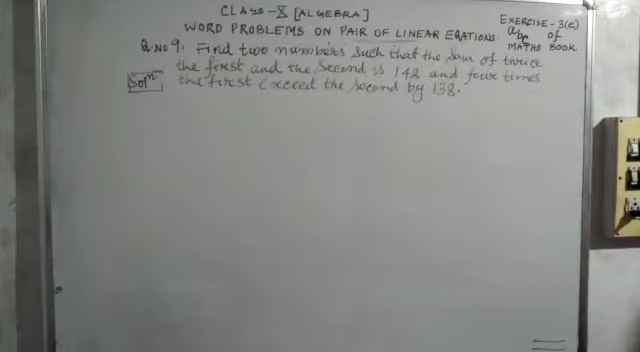 CLASS-X [ALGEBRA]
WORD PROBLEMS ON PAIR OF LINEAR EQATIONS.
EXERCISE-3(E)
of
MATHS BOOK
Q.No 9. Find two numbers such that the sum of twice
the first and the second is 142 and four times
the first exceed the second by 138.
Solⁿ